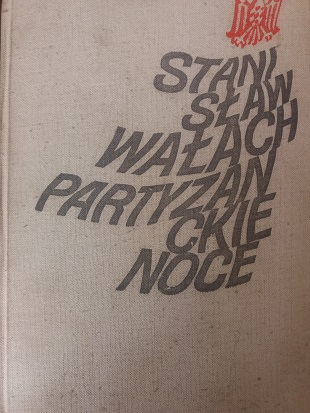 STANI
SŁAW
WAŁACH
PARTYZAN
CKIE
NOCE